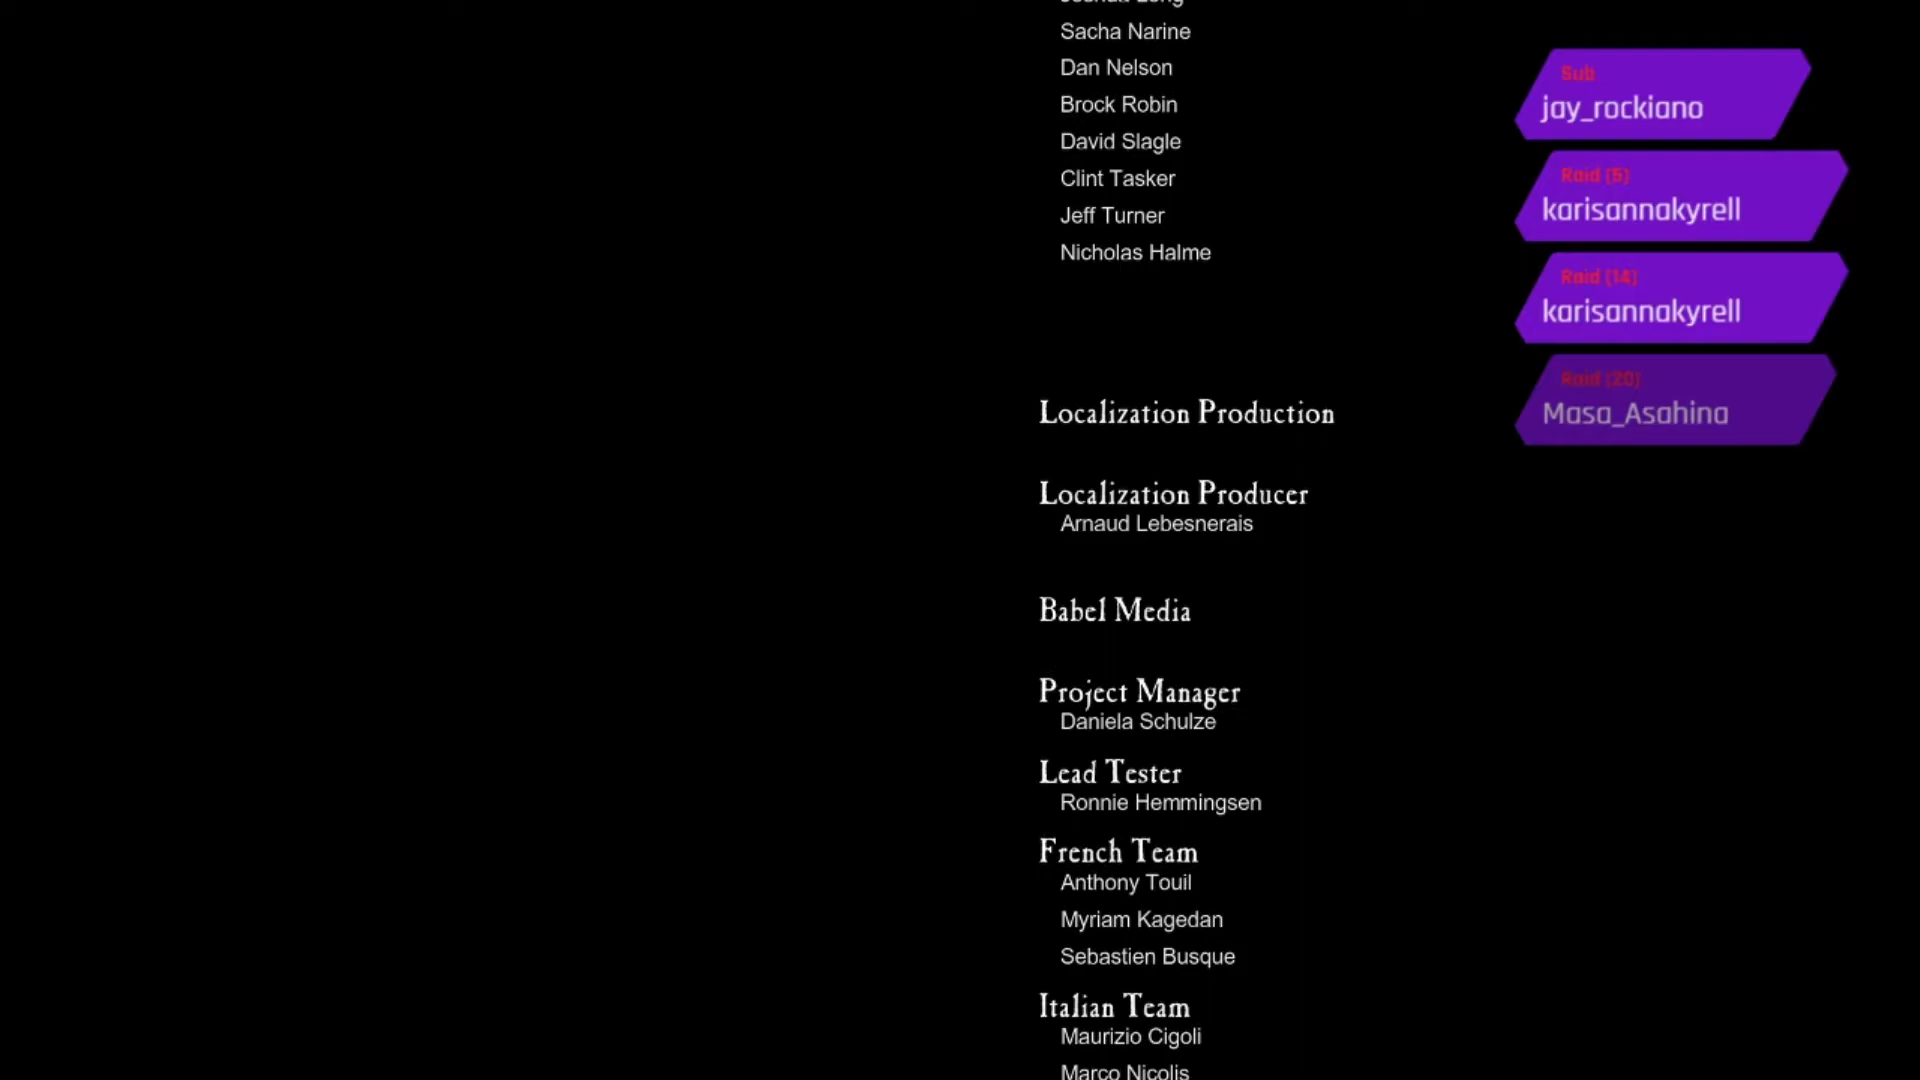 Sacha Narine
Dan Nelson
Brock Robin
David Slagle
Clint Tasker
Jeff Turner
Nicholas Halme
Localization Production
Localization Producer
Arnaud Lebesnerais
Babel Media
Project Manager
Daniela Schulze
Lead Tester
Ronnie Hemmingsen
French Team
Anthony Touil
Myriam Kagedan
Sebastien Busque
Italian Team
Maurizio Cigoli
Marco Nicolis
Sub
jay_rockiano
Raid (5)
karisannakyrell
Raid (14)
karisannakyrell
Raid (20)
Masa_Asahina